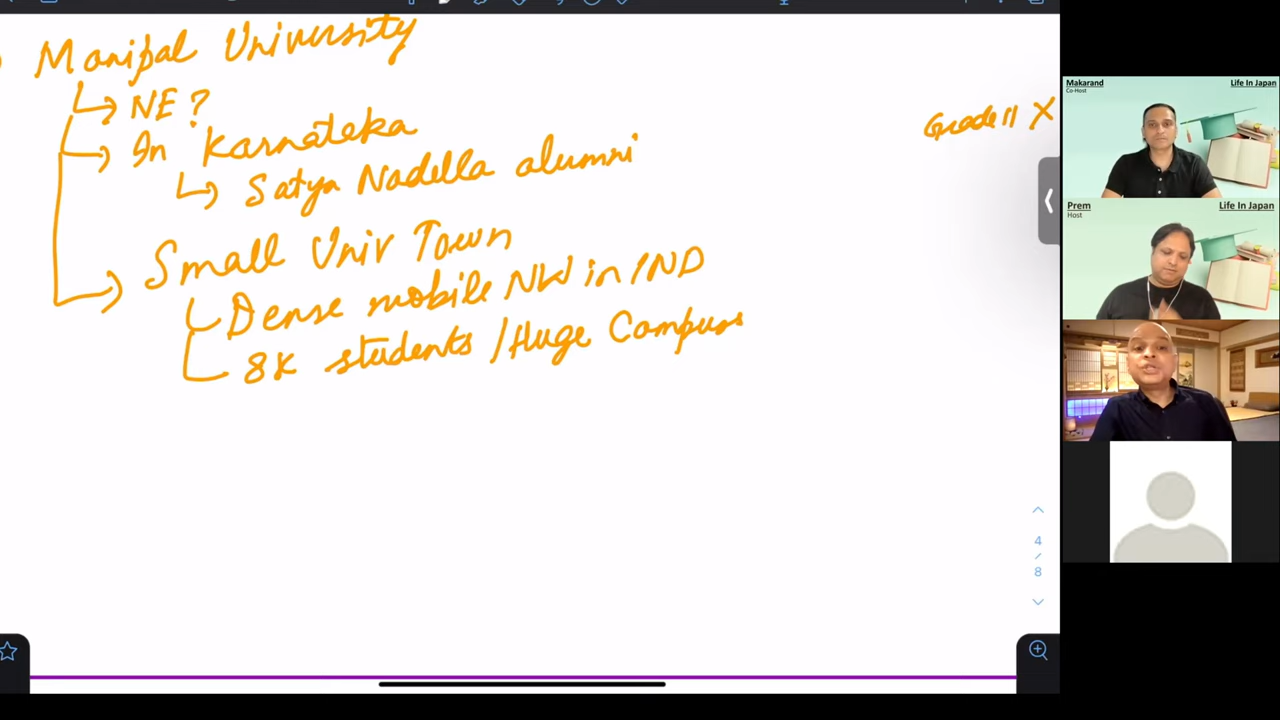 Manipal University
NE?
In Karnateka
Satya Nadella alumni
Small Univ Town
Dense mobile NW in IND
8K students / Huge Campus
Grade 11 X
4
/
8
Makarand
Co-Host
Life In Japan
Prem
Host
Life In Japan